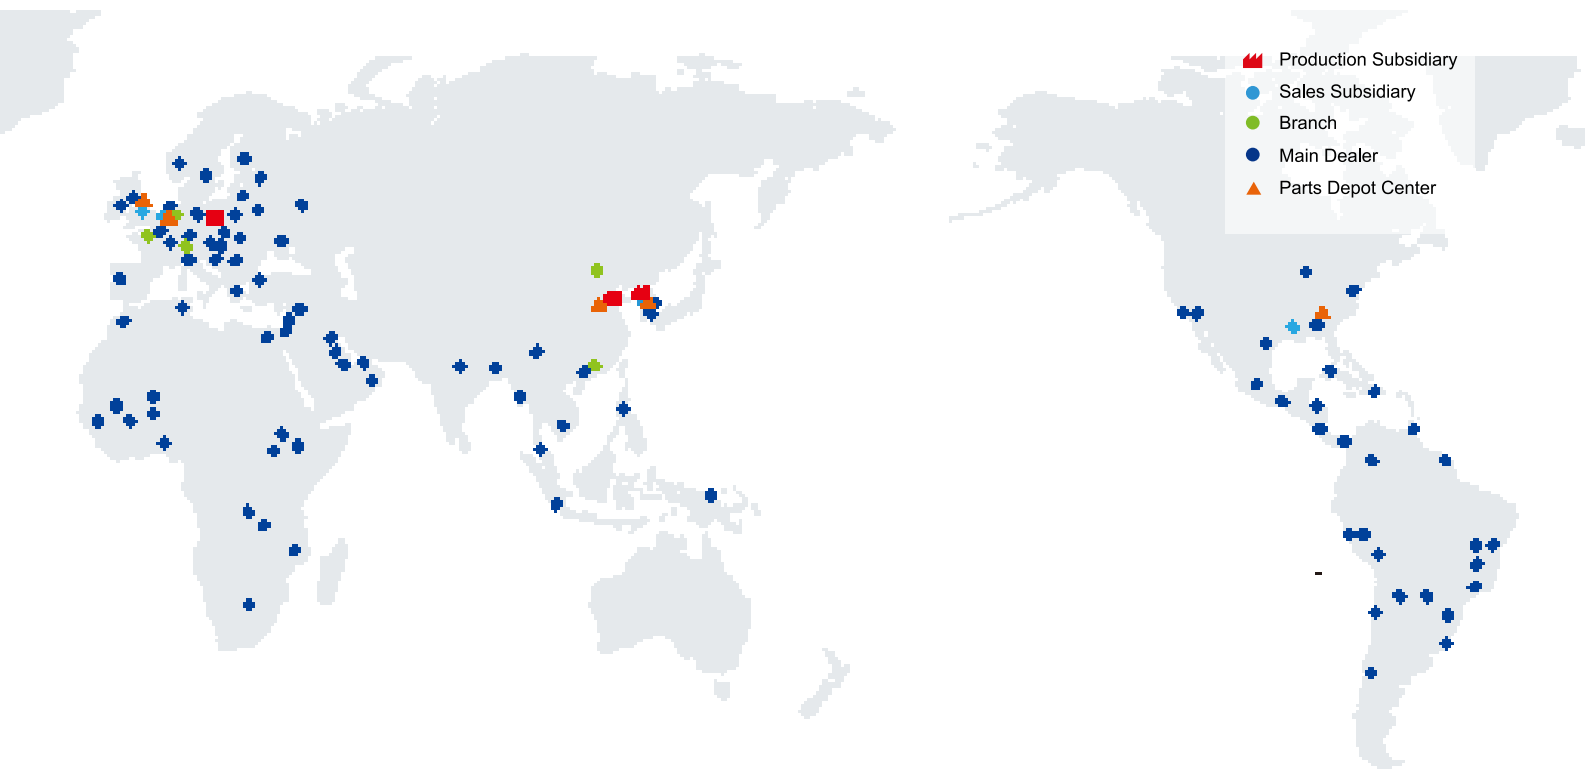 Production Subsidiary
Sales Subsidiary
Branch
Main Dealer
Parts Depot Center